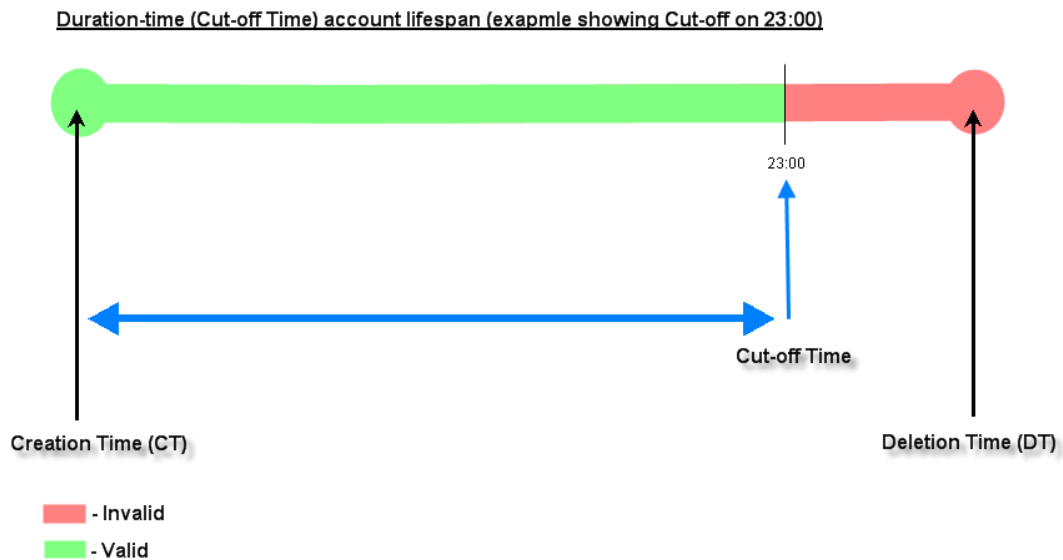 Duration-time (Cut-off Time) account lifespan (exapmle showing Cut-off on 23:00)
23:00
Cut-off Time
Creation Time (CT)
Deletion Time (DT)
- Invalid
- Valid